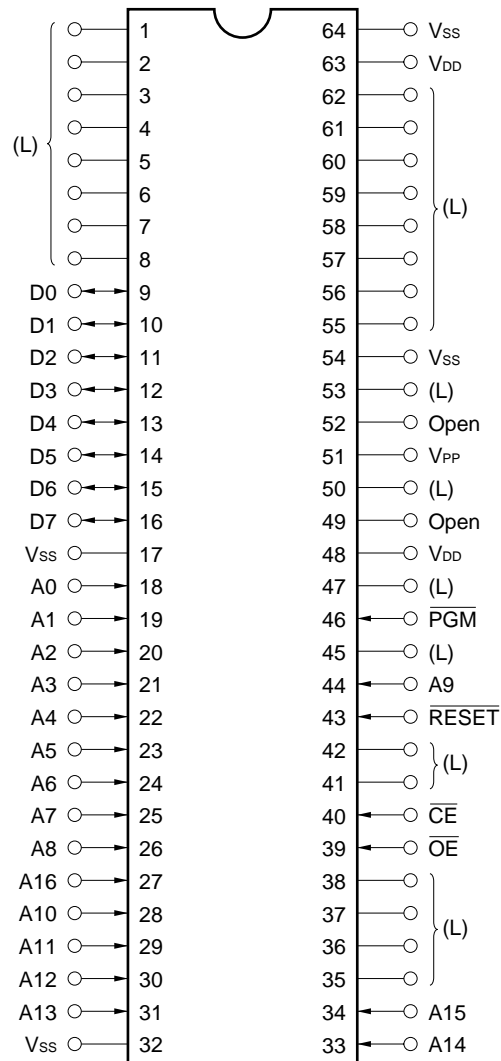 1 64 VSS
2 63 VDD
3 62
4 61
(L) 5 60
6 59 (L)
7 58
8 57
D0 9 56
D1 10 55
D2 11 54 VSS
D3 12 53 (L)
D4 13 52 Open
D5 14 51 VPP
D6 15 50 (L)
D7 16 49 Open
VSS 17 48 VDD
A0 18 47 (L)
A1 19 46 PGM
A2 20 45 (L)
A3 21 44 A9
A4 22 43 RESET
A5 23 42 (L)
A6 24 41
A7 25 40 CE
A8 26 39 OE
A16 27 38
A10 28 37 (L)
A11 29 36
A12 30 35
A13 31 34 A15
VSS 32 33 A14